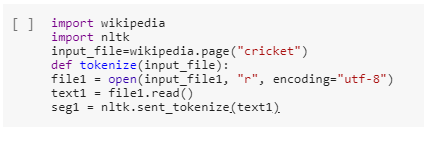 [ ] import wikipedia
import nltk
input_file=wikipedia.page("cricket")
def tokenize(input_file):
file1 = open(input_file1, "r", encoding="utf-8")
text1 = file1.read()
seg1 = nltk.sent_tokenize(text1)